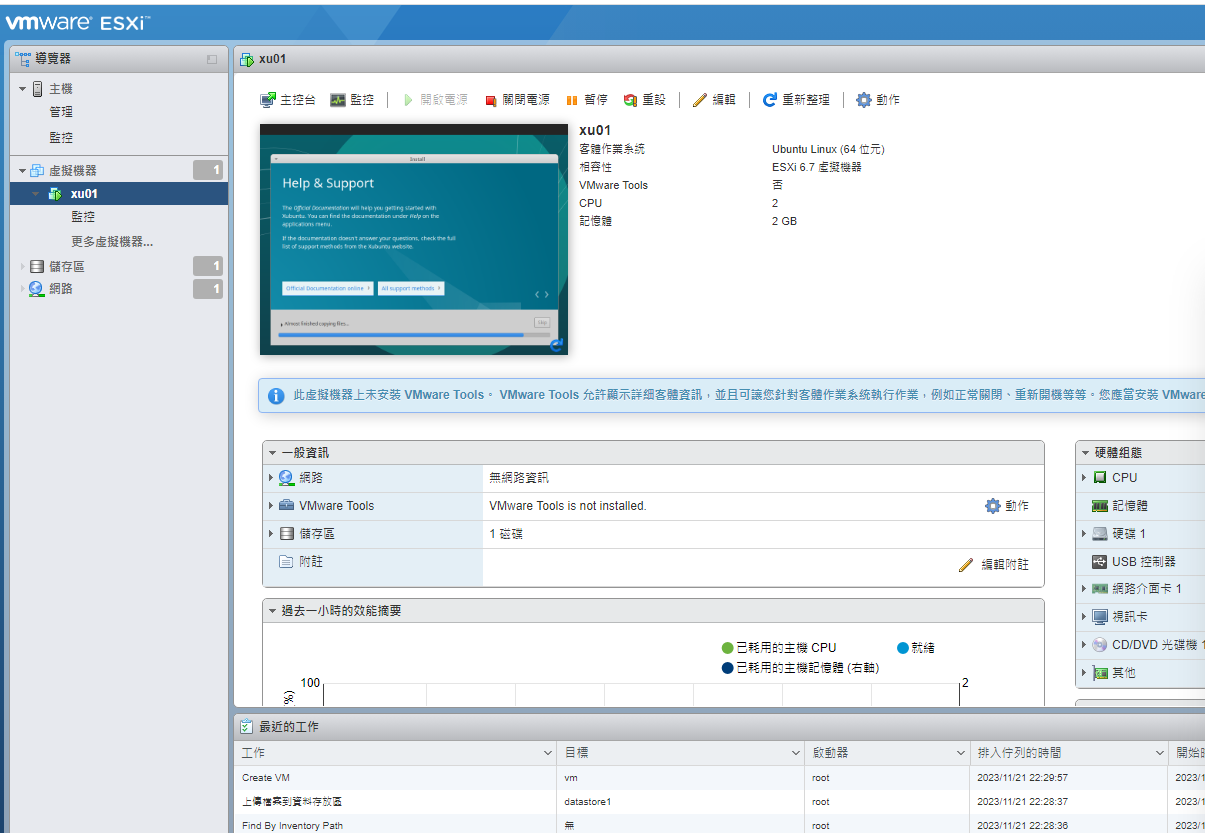 vmware ESXi™
導覽器
主機
管理
監控
虛擬機器 1
xu01
監控
更多虛擬機器...
儲存區 1
網路 1
xu01
主控台 監控 開啟電源 關閉電源 暫停 重設 編輯 重新整理 動作
Install
Help & Support
The Official Documentation will help you getting started with
Xubuntu. You can find the documentation under Help on the
applications menu.
If the documentation doesn't answer your questions, check the full
list of support methods from the Xubuntu website.
Official Documentation online All support methods
Almost finished copying files...
Skip
xu01
客體作業系統 Ubuntu Linux (64 位元)
相容性 ESXi 6.7 虛擬機器
VMware Tools 否
CPU 2
記憶體 2 GB
此虛擬機器上未安裝 VMware Tools。 VMware Tools 允許顯示詳細客體資訊，並且可讓您針對客體作業系統執行作業，例如正常關閉、重新開機等等。您應當安裝 VMware
一般資訊
網路 無網路資訊
VMware Tools VMware Tools is not installed. 動作
儲存區 1 磁碟
附註 編輯附註
硬體組態
CPU
記憶體
硬碟 1
USB 控制器
網路介面卡 1
視訊卡
CD/DVD 光碟機 1
其他
過去一小時的效能摘要
已耗用的主機 CPU 就緒
已耗用的主機記憶體 (右軸)
100 2
(%)
最近的工作
工作 目標 啟動器 排入佇列的時間 開始
Create VM vm root 2023/11/21 22:29:57 2023/1
上傳檔案到資料存放區 datastore1 root 2023/11/21 22:28:37 2023/1
Find By Inventory Path 無 root 2023/11/21 22:28:36 2023/1